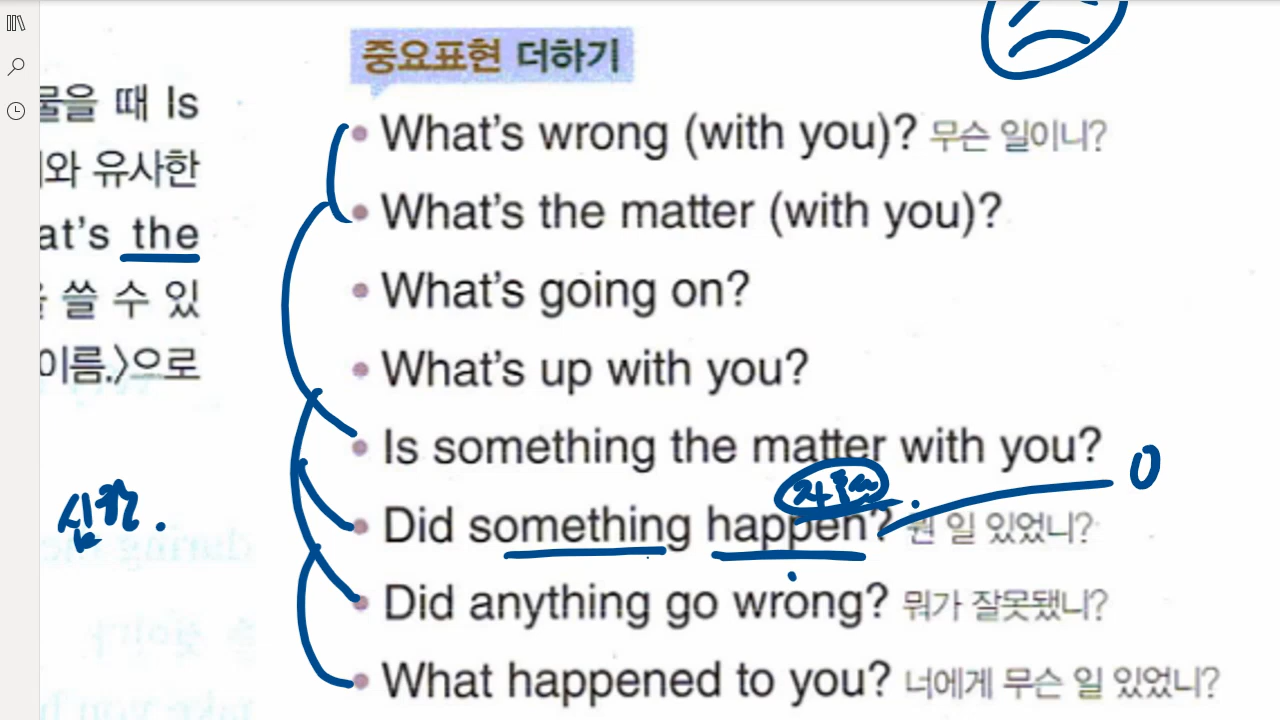 중요표현 더하기
물을 때 Is
와 유사한
at's the
쓸 수 있
이름.〉으로
• What's wrong (with you)? 무슨 일이니?
• What's the matter (with you)?
• What's going on?
• What's up with you?
• Is something the matter with you?
• Did something happen? 뭔 일 있었니?
• Did anything go wrong? 뭐가 잘못됐니?
• What happened to you? 너에게 무슨 일 있었니?